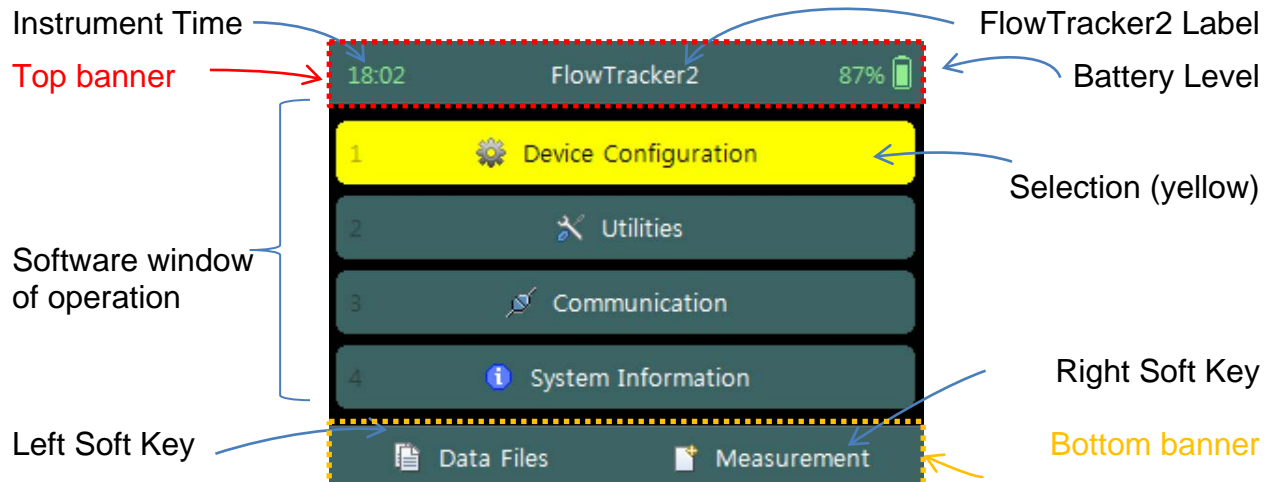 Instrument Time
FlowTracker2 Label
Top banner
18:02 FlowTracker2 87%
Battery Level
1 Device Configuration
Selection (yellow)
2 Utilities
Software window
of operation
3 Communication
4 System Information
Right Soft Key
Left Soft Key
Bottom banner
Data Files Measurement